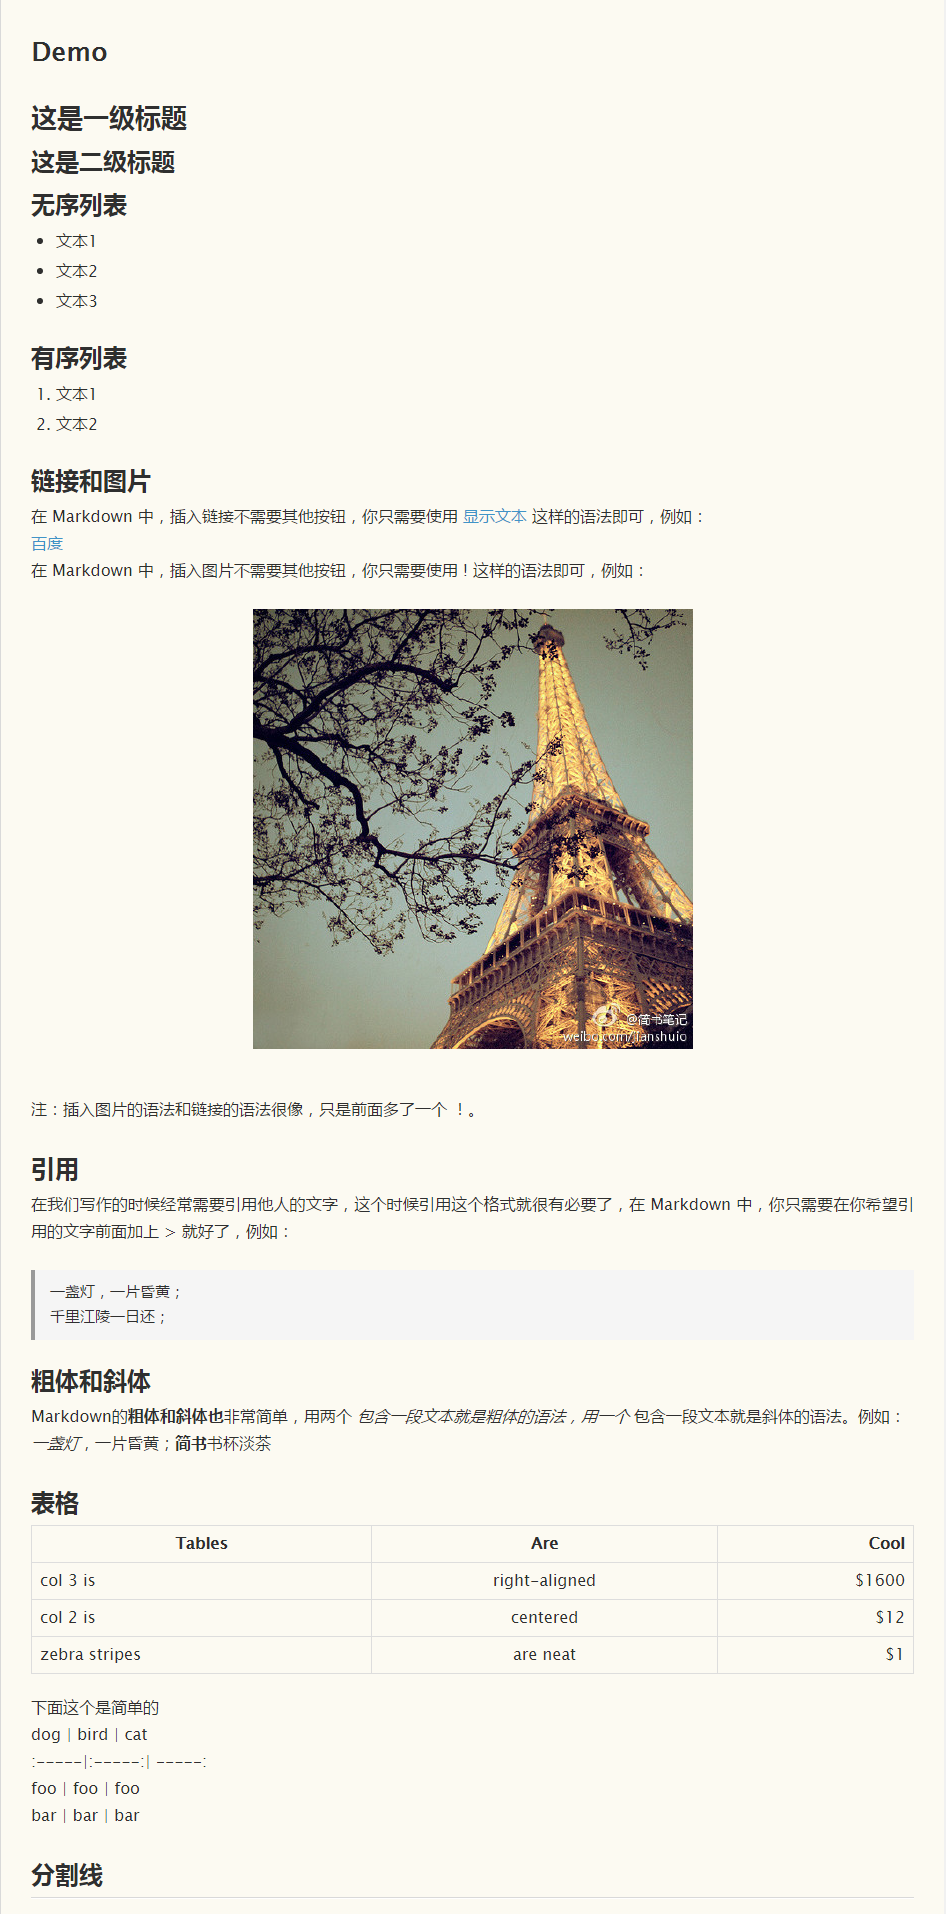 Demo
这是一级标题
这是二级标题
无序列表
• 文本1
• 文本2
• 文本3
有序列表
1. 文本1
2. 文本2
链接和图片
在 Markdown 中，插入链接不需要其他按钮，你只需要使用 显示文本 这样的语法即可，例如：
百度
在 Markdown 中，插入图片不需要其他按钮，你只需要使用！这样的语法即可，例如：
@简书笔记
weibo.com/jianshuio
注：插入图片的语法和链接的语法很像，只是前面多了一个 ！。
引用
在我们写作的时候经常需要引用他人的文字，这个时候引用这个格式就很有必要了，在 Markdown 中，你只需要在你希望引
用的文字前面加上 > 就好了，例如：
一盏灯，一片昏黄；
千里江陵一日还；
粗体和斜体
Markdown的粗体和斜体也非常简单，用两个 包含一段文本就是粗体的语法，用一个 包含一段文本就是斜体的语法。例如：
一盏灯，一片昏黄；简书书杯淡茶
表格
Tables Are Cool
col 3 is right-aligned $1600
col 2 is centered $12
zebra stripes are neat $1
下面这个是简单的
dog | bird | cat
:-----|:-----:| -----:
foo | foo | foo
bar | bar | bar
分割线